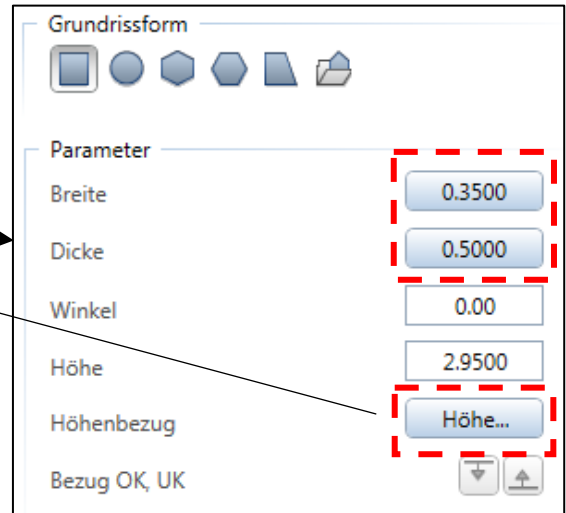 Grundrissform
Parameter
Breite 0.3500
Dicke 0.5000
Winkel 0.00
Höhe 2.9500
Höhenbezug Höhe...
Bezug OK, UK